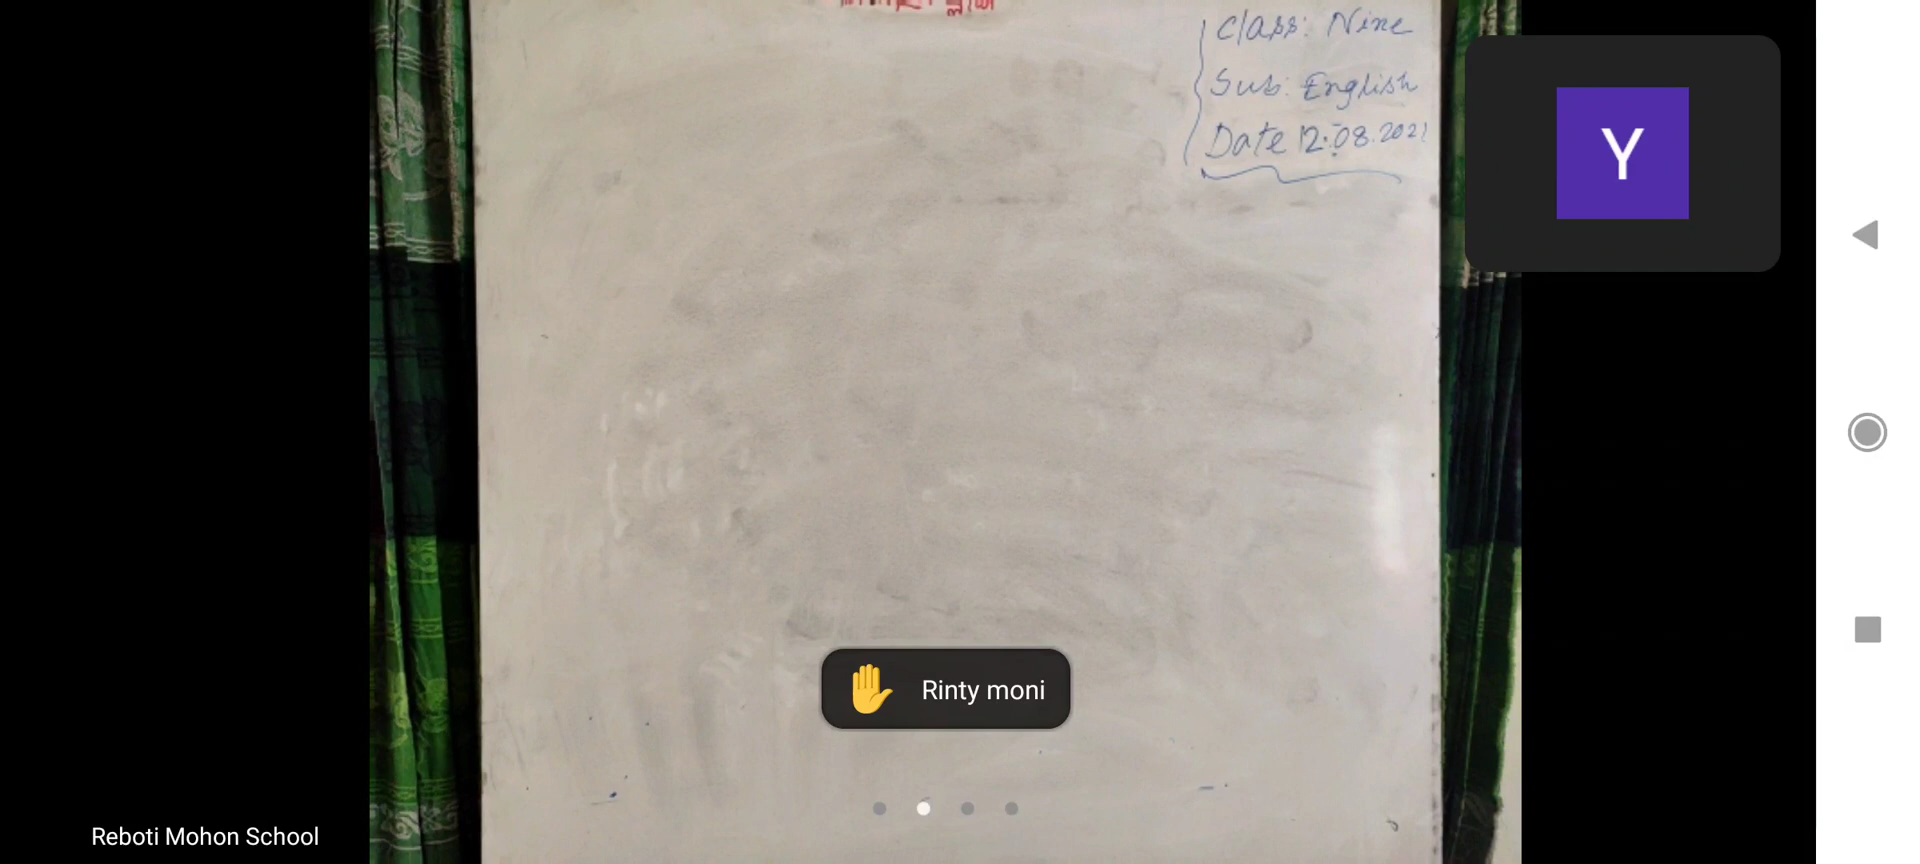 Class: Nine
Sub: English
Date 12.08.2021
Y
Rinty moni
Reboti Mohon School